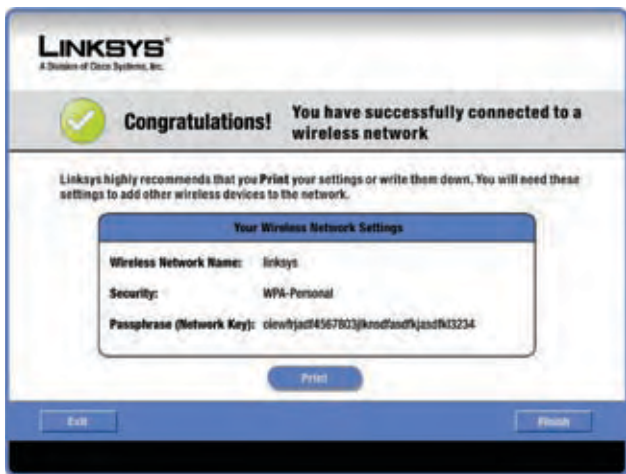 LINKSYS®
A Division of Cisco Systems, Inc.
Congratulations!
You have successfully connected to a
wireless network
Linksys highly recommends that you Print your settings or write them down. You will need these
settings to add other wireless devices to the network.
Your Wireless Network Settings
Wireless Network Name: linksys
Security: WPA-Personal
Passphrase (Network Key):
Print
Exit
Finish